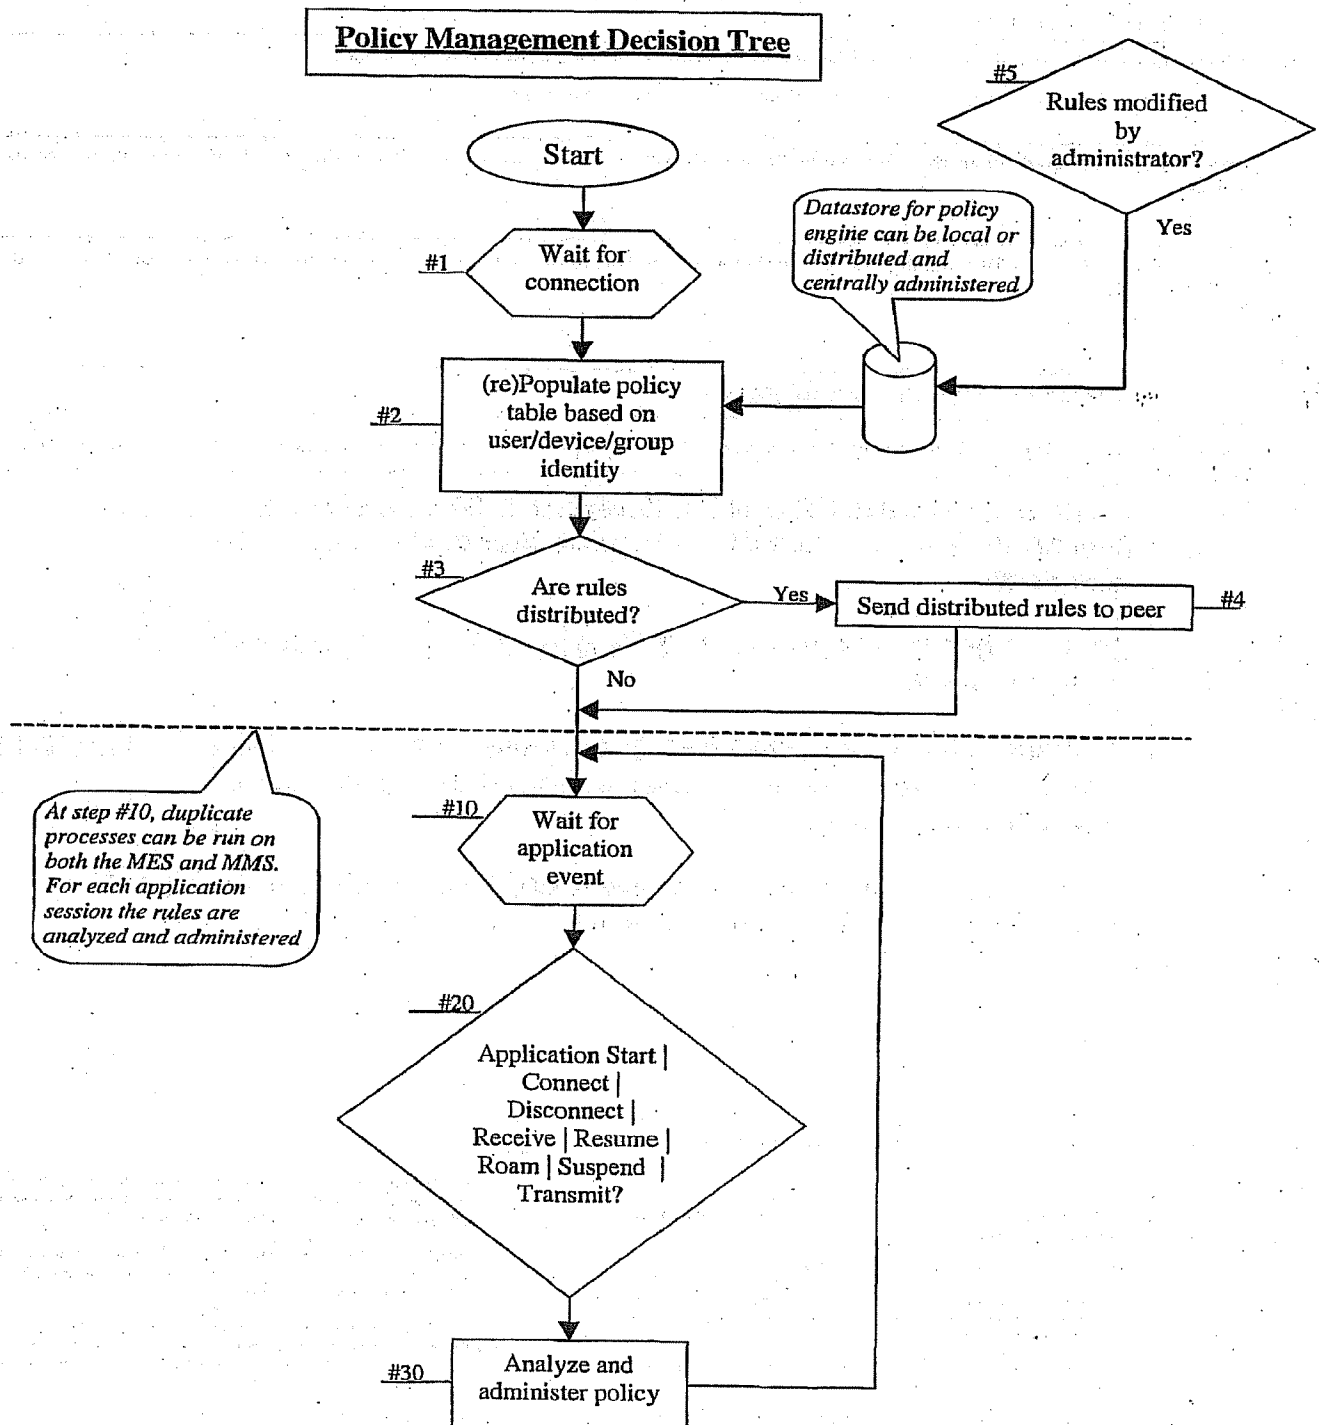 Policy Management Decision Tree
#5
Rules modified
by
administrator?
Yes
Start
Datastore for policy
engine can be local or
distributed and
centrally administered
#1
Wait for
connection
#2
(re)Populate policy
table based on
user/device/group
identity
#3
Are rules
distributed?
Yes
Send distributed rules to peer
#4
No
At step #10, duplicate
processes can be run on
both the MES and MMS.
For each application
session the rules are
analyzed and administered
#10
Wait for
application
event
#20
Application Start |
Connect |
Disconnect |
Receive | Resume |
Roam | Suspend |
Transmit?
#30
Analyze and
administer policy